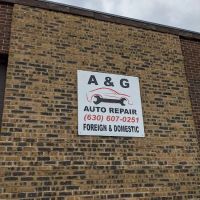 A & G
AUTO REPAIR
(630) 607-0251
FOREIGN & DOMESTIC